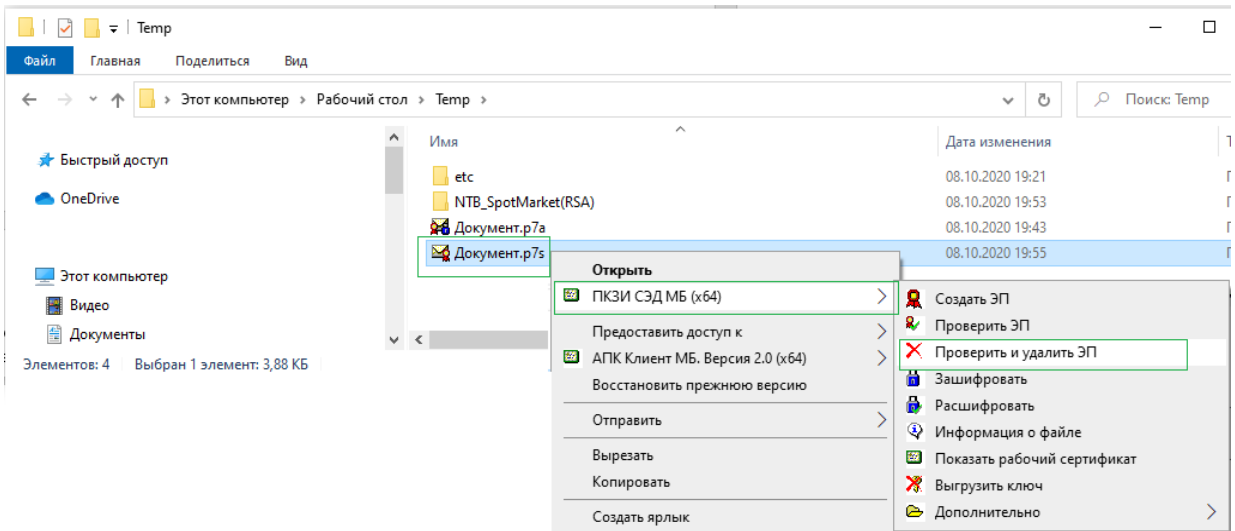 Temp
Файл Главная Поделиться Вид
Этот компьютер › Рабочий стол › Temp ›
Поиск: Temp
Имя Дата изменения
Быстрый доступ
etc 08.10.2020 19:21
OneDrive
NTB_SpotMarket(RSA) 08.10.2020 19:53
Документ.p7a 08.10.2020 19:43
Документ.p7s 08.10.2020 19:55
Этот компьютер
Видео
Документы
Элементов: 4 Выбран 1 элемент: 3,88 КБ
Открыть
ПКЗИ СЭД МБ (x64)
Предоставить доступ к
АПК Клиент МБ. Версия 2.0 (x64)
Восстановить прежнюю версию
Отправить
Вырезать
Копировать
Создать ярлык
Создать ЭП
Проверить ЭП
Проверить и удалить ЭП
Зашифровать
Расшифровать
Информация о файле
Показать рабочий сертификат
Выгрузить ключ
Дополнительно